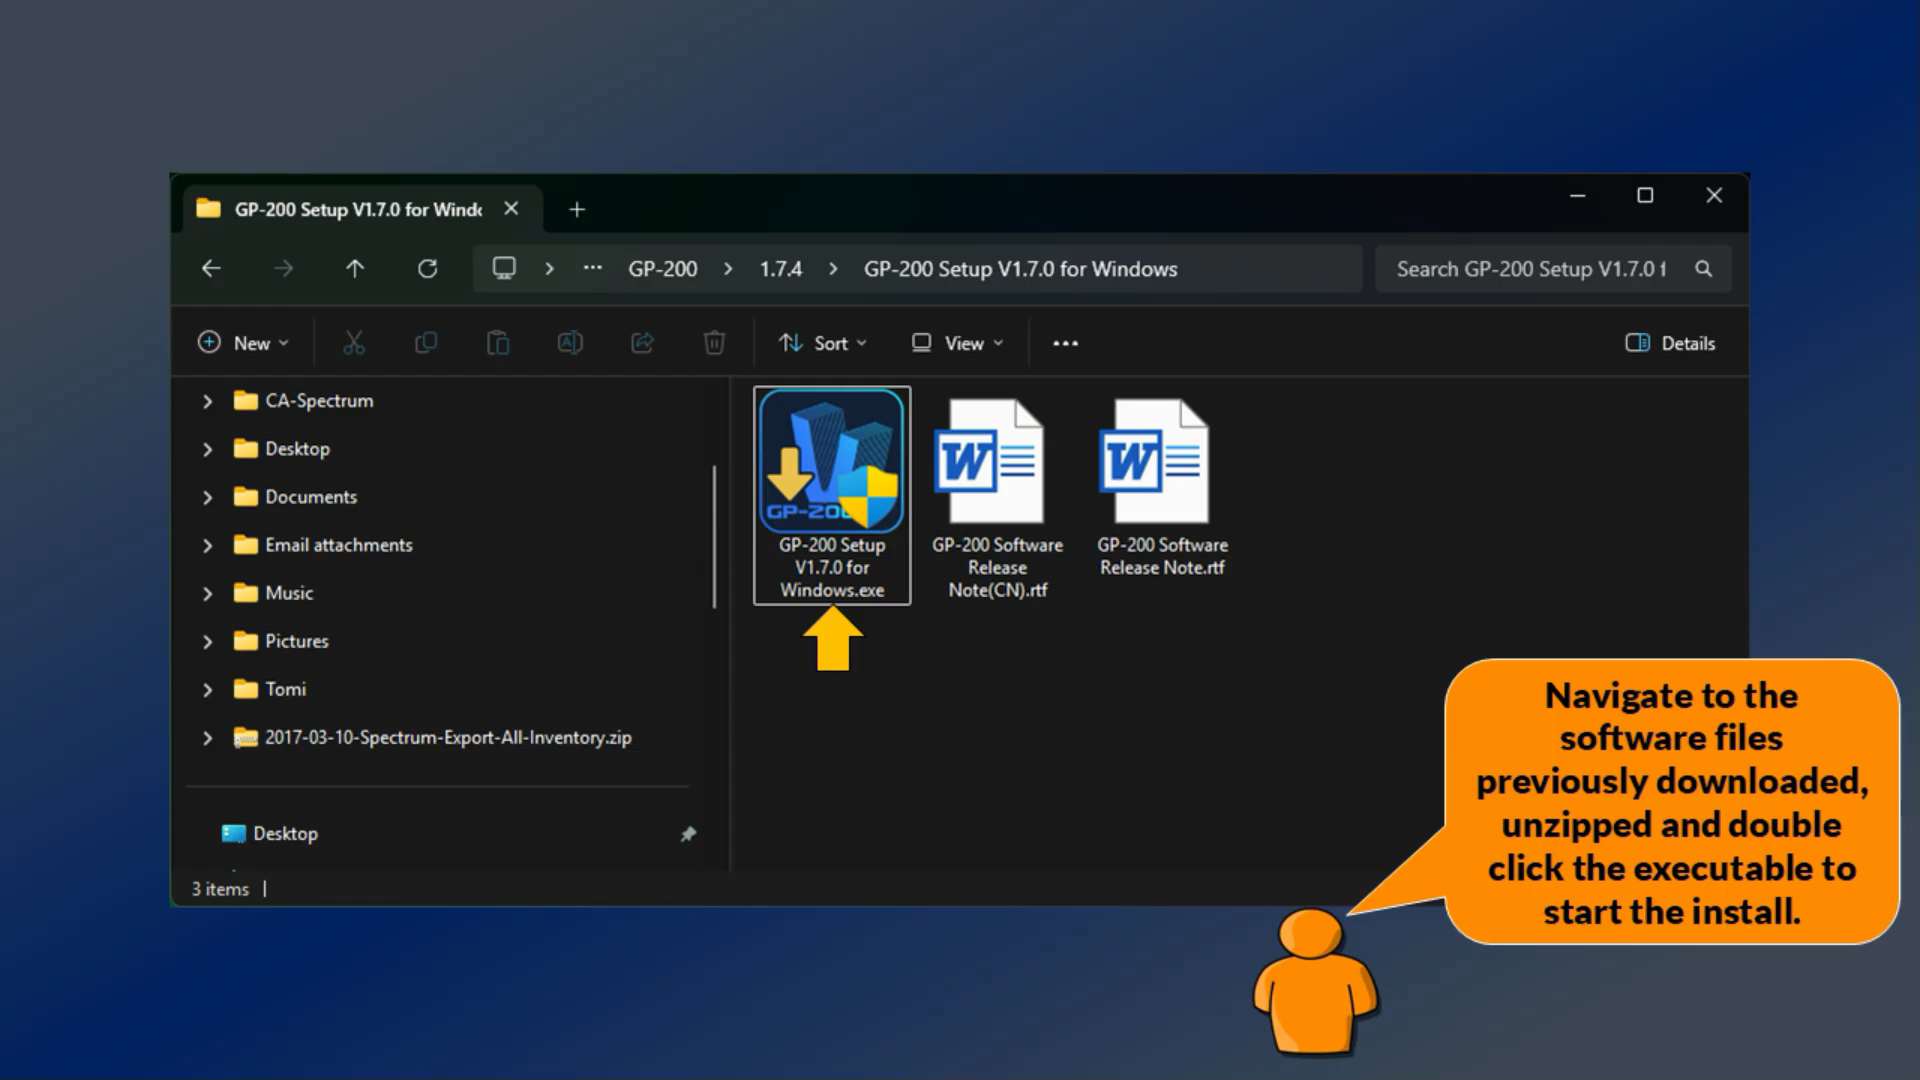 GP-200 Setup V1.7.0 for Windo
GP-200 > 1.7.4 > GP-200 Setup V1.7.0 for Windows
Search GP-200 Setup V1.7.0 f
New
Sort
View
Details
CA-Spectrum
Desktop
Documents
Email attachments
Music
Pictures
Tomi
2017-03-10-Spectrum-Export-All-Inventory.zip
Desktop
GP-200
GP-200 Setup
V1.7.0 for
Windows.exe
GP-200 Software
Release
Note(CN).rtf
GP-200 Software
Release Note.rtf
3 items
Navigate to the
software files
previously downloaded,
unzipped and double
click the executable to
start the install.